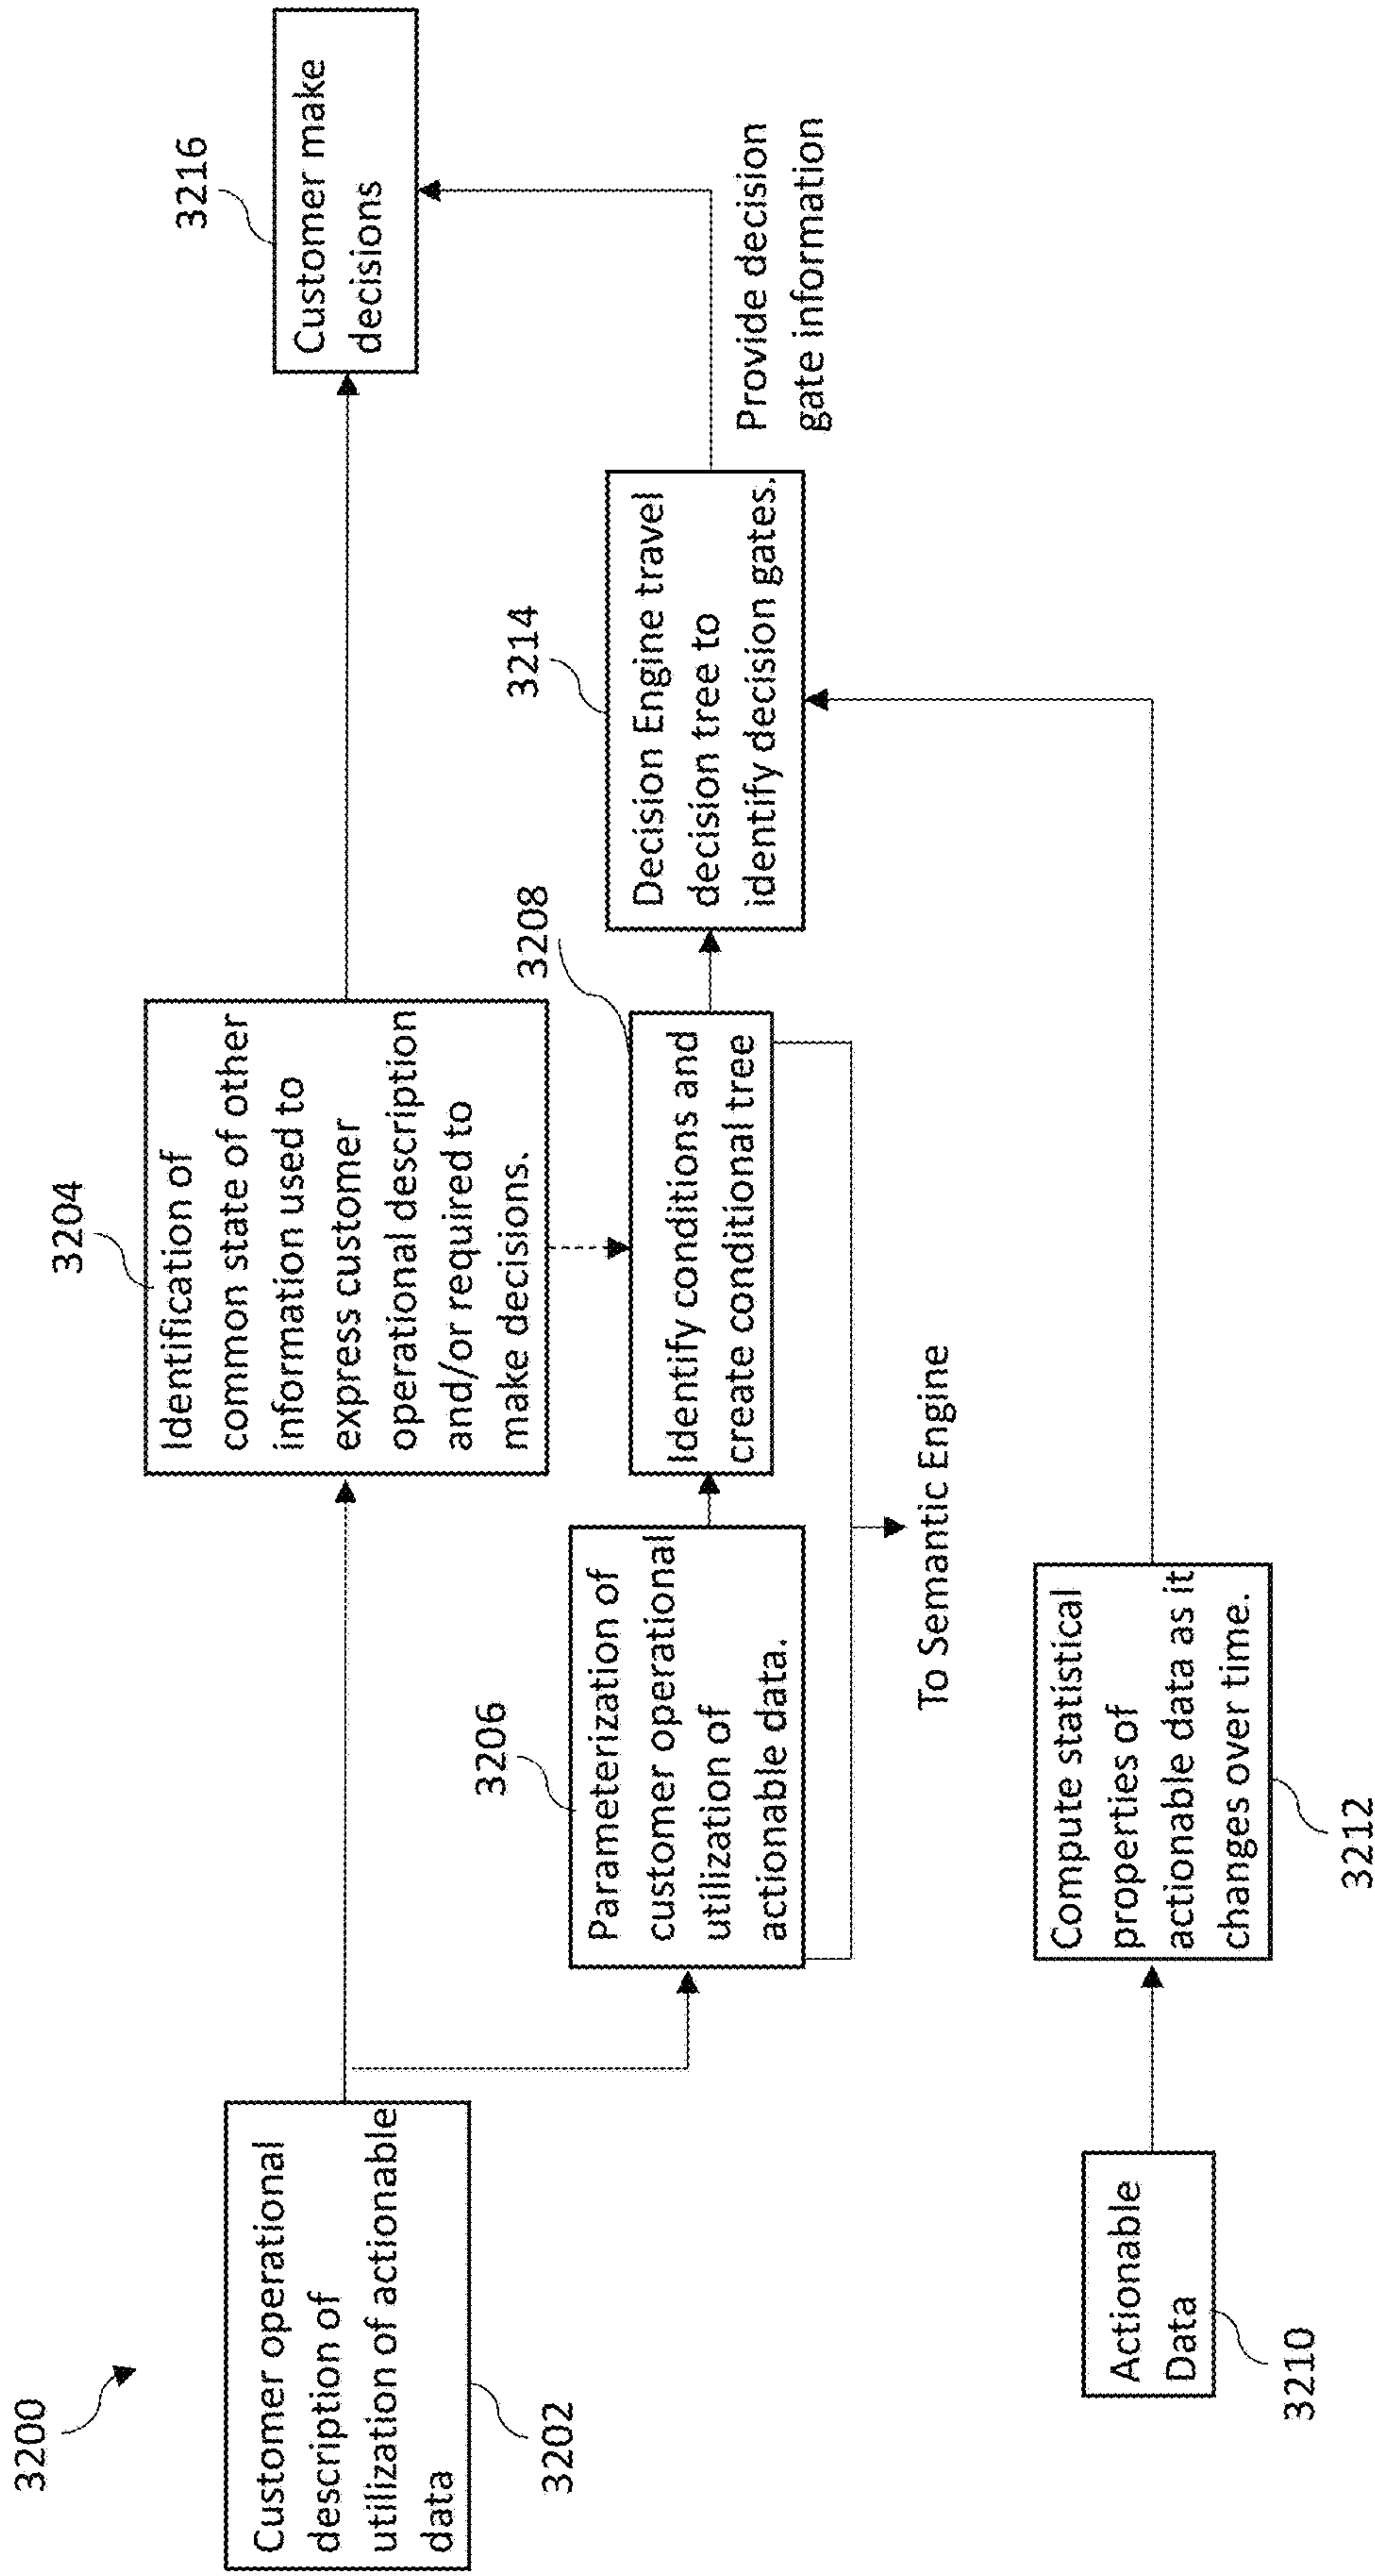 3200
Customer operational
description of
utilization of actionable
data
3202
3204
Identification of
common state of other
information used to
express customer
operational description
and/or required to
make decisions.
3216
Customer make
decisions
3206
Parameterization of
customer operational
utilization of
actionable data.
3208
Identify conditions and
create conditional tree
3214
Decision Engine travel
decision tree to
identify decision gates.
Provide decision
gate information
To Semantic Engine
Actionable
Data
3210
Compute statistical
properties of
actionable data as it
changes over time.
3212